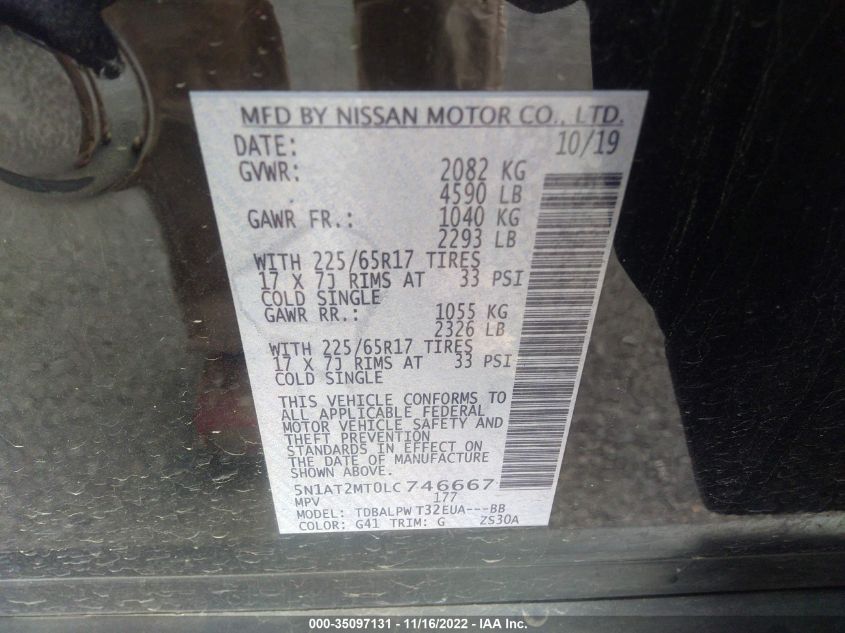 MFD BY NISSAN MOTOR CO., LTD.
DATE: 10/19
GVWR: 2082 KG
4590 LB
GAWR FR.: 1040 KG
2293 LB
WITH 225/65R17 TIRES
17 X 7J RIMS AT 33 PSI
COLD SINGLE
GAWR RR.: 1055 KG
2326 LB
WITH 225/65R17 TIRES
17 X 7J RIMS AT 33 PSI
COLD SINGLE
THIS VEHICLE CONFORMS TO
ALL APPLICABLE FEDERAL
MOTOR VEHICLE SAFETY AND
THEFT PREVENTION
STANDARDS IN EFFECT ON
THE DATE OF MANUFACTURE
SHOWN ABOVE.
5N1AT2MT0LC746667
MPV 177
MODEL: TDBALPW T32EUA---BB
COLOR: G41 TRIM: G ZS30A
000-35097131 - 11/16/2022 - IAA Inc.